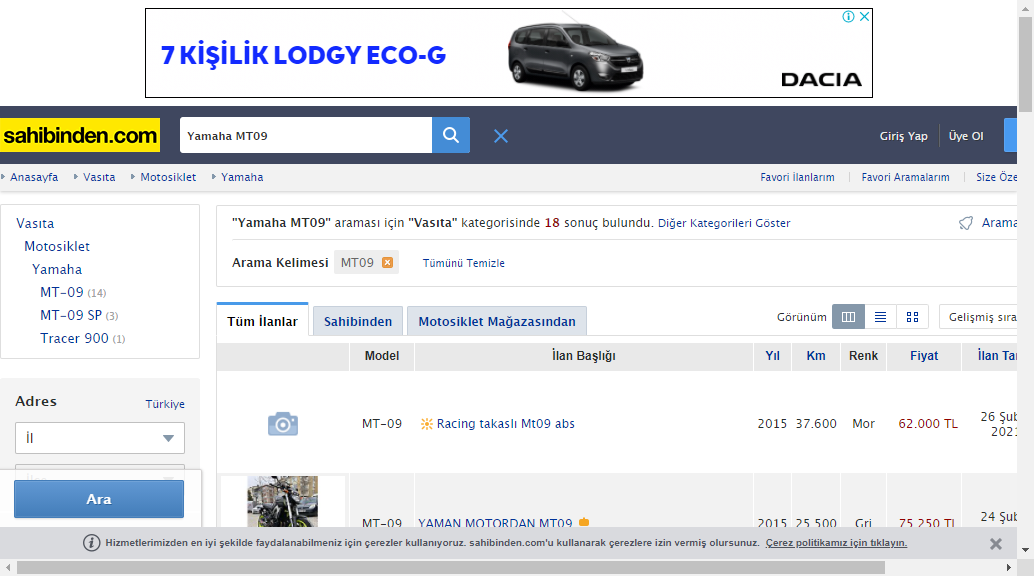 7 KİŞİLİK LODGY ECO-G
DACIA
sahibinden.com
Yamaha MT09
Giriş Yap
Üye Ol
Anasayfa
Vasıta
Motosiklet
Yamaha
Favori İlanlarım
Favori Aramalarım
Size Öze
Vasıta
Motosiklet
Yamaha
MT-09 (14)
MT-09 SP (3)
Tracer 900 (1)
"Yamaha MT09" araması için "Vasıta" kategorisinde 18 sonuç bulundu. Diğer Kategorileri Göster
Arama
Arama Kelimesi MT09
Tümünü Temizle
Tüm İlanlar
Sahibinden
Motosiklet Mağazasından
Görünüm
Gelişmiş sıra
Model İlan Başlığı Yıl Km Renk Fiyat İlan Tar
MT-09 Racing takaslı Mt09 abs 2015 37.600 Mor 62.000 TL 26 Şub
2021
MT-09 YAMAN MOTORDAN MT09 2015 25.500 Gri 75.250 TL 24 Şub
Adres
Türkiye
İl
Ara
Hizmetlerimizden en iyi şekilde faydalanabilmeniz için çerezler kullanıyoruz. sahibinden.com'u kullanarak çerezlere izin vermiş olursunuz. Çerez politikamız için tıklayın.